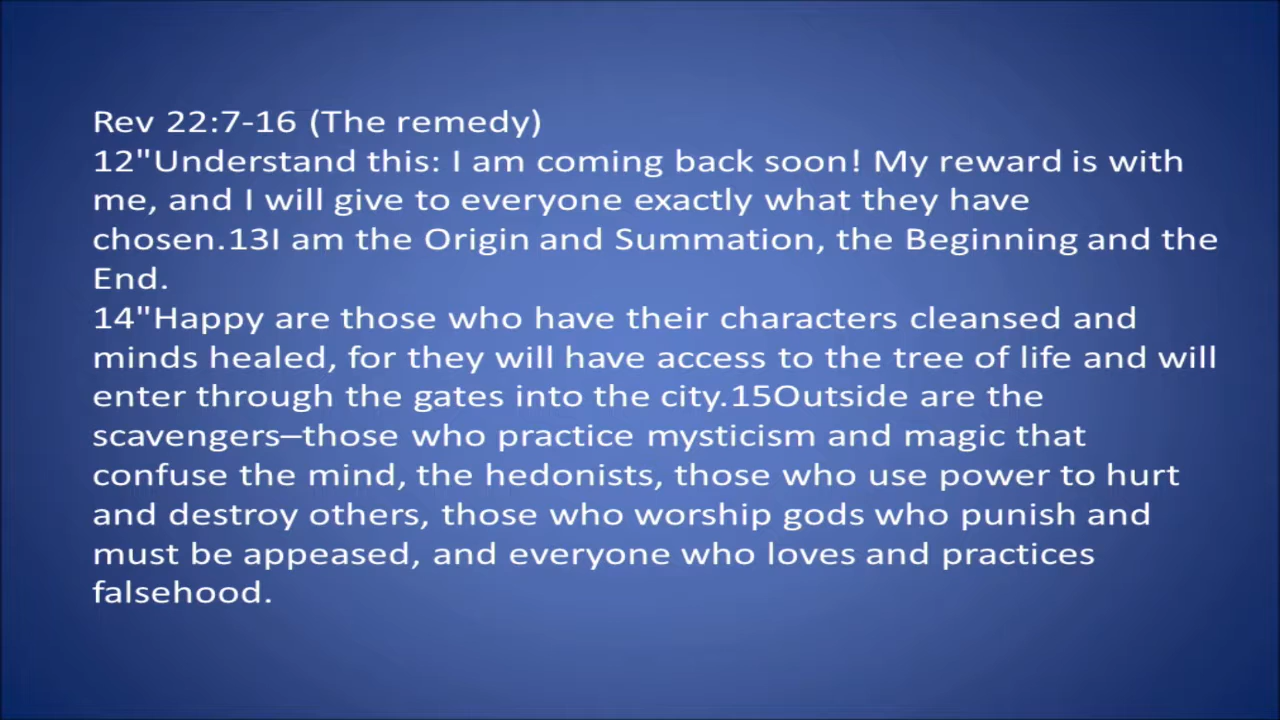 Rev 22:7-16 (The remedy)
12"Understand this: I am coming back soon! My reward is with
me, and I will give to everyone exactly what they have
chosen.13I am the Origin and Summation, the Beginning and the
End.
14"Happy are those who have their characters cleansed and
minds healed, for they will have access to the tree of life and will
enter through the gates into the city.15Outside are the
scavengers—those who practice mysticism and magic that
confuse the mind, the hedonists, those who use power to hurt
and destroy others, those who worship gods who punish and
must be appeased, and everyone who loves and practices
falsehood.